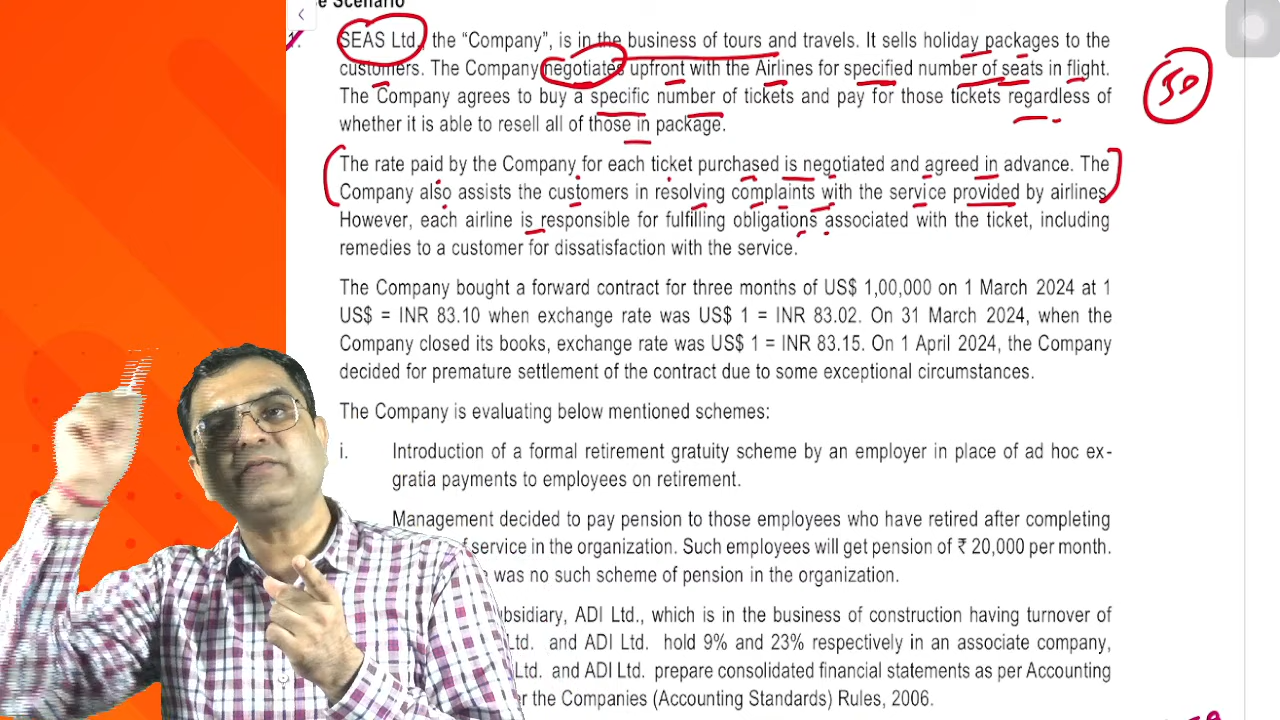 e Scenario
1. SEAS Ltd., the “Company”, is in the business of tours and travels. It sells holiday packages to the
customers. The Company negotiates upfront with the Airlines for specified number of seats in flight.
The Company agrees to buy a specific number of tickets and pay for those tickets regardless of
whether it is able to resell all of those in package.
50
The rate paid by the Company for each ticket purchased is negotiated and agreed in advance. The
Company also assists the customers in resolving complaints with the service provided by airlines.
However, each airline is responsible for fulfilling obligations associated with the ticket, including
remedies to a customer for dissatisfaction with the service.
The Company bought a forward contract for three months of US$ 1,00,000 on 1 March 2024 at 1
US$ = INR 83.10 when exchange rate was US$ 1 = INR 83.02. On 31 March 2024, when the
Company closed its books, exchange rate was US$ 1 = INR 83.15. On 1 April 2024, the Company
decided for premature settlement of the contract due to some exceptional circumstances.
The Company is evaluating below mentioned schemes:
i. Introduction of a formal retirement gratuity scheme by an employer in place of ad hoc ex-
gratia payments to employees on retirement.
Management decided to pay pension to those employees who have retired after completing
f service in the organization. Such employees will get pension of ₹ 20,000 per month.
was no such scheme of pension in the organization.
bsidiary, ADI Ltd., which is in the business of construction having turnover of
Ltd. and ADI Ltd. hold 9% and 23% respectively in an associate company,
Ltd. and ADI Ltd. prepare consolidated financial statements as per Accounting
er the Companies (Accounting Standards) Rules, 2006.